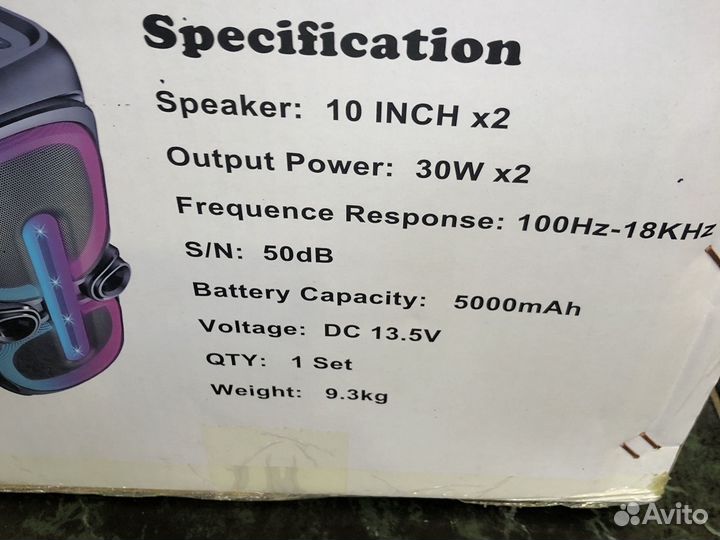 Specification
Speaker: 10 INCH x2
Output Power: 30W x2
Frequence Response: 100Hz-18KHz
S/N: 50dB
Battery Capacity: 5000mAh
Voltage: DC 13.5V
QTY: 1 Set
Weight: 9.3kg
Avito